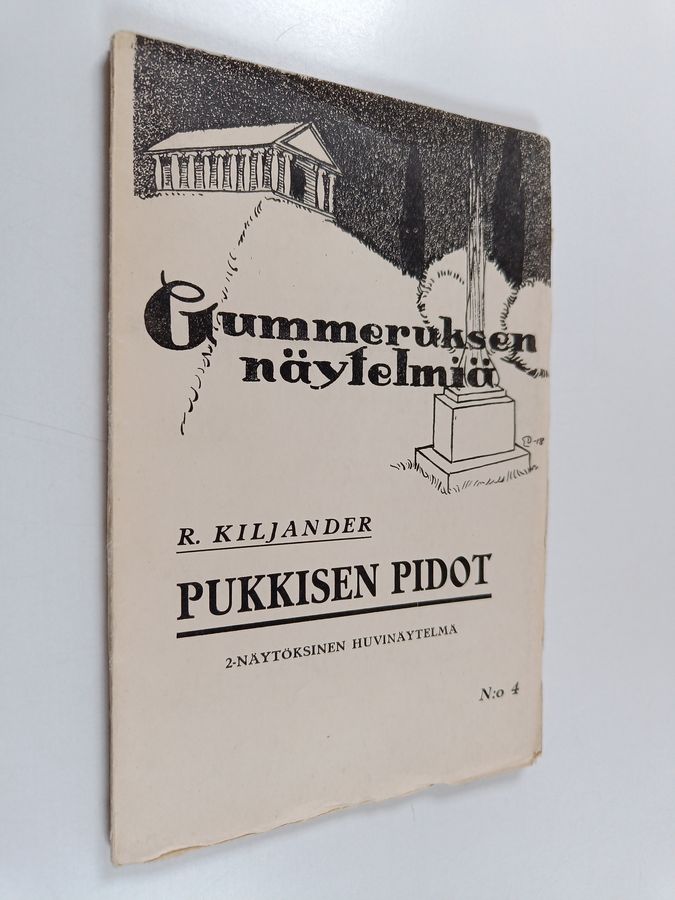 Gummeruksen
näytelmiä
R. KILJANDER
PUKKISEN PIDOT
2-NÄYTÖKSINEN HUVINÄYTELMÄ
N:o 4